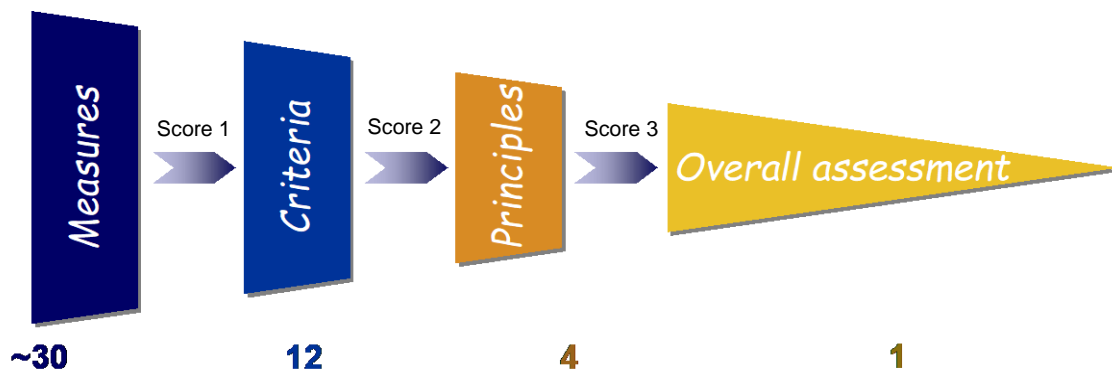 Measures
Score 1
Criteria
Score 2
Principles
Score 3
Overall assessment
~30
12
4
1